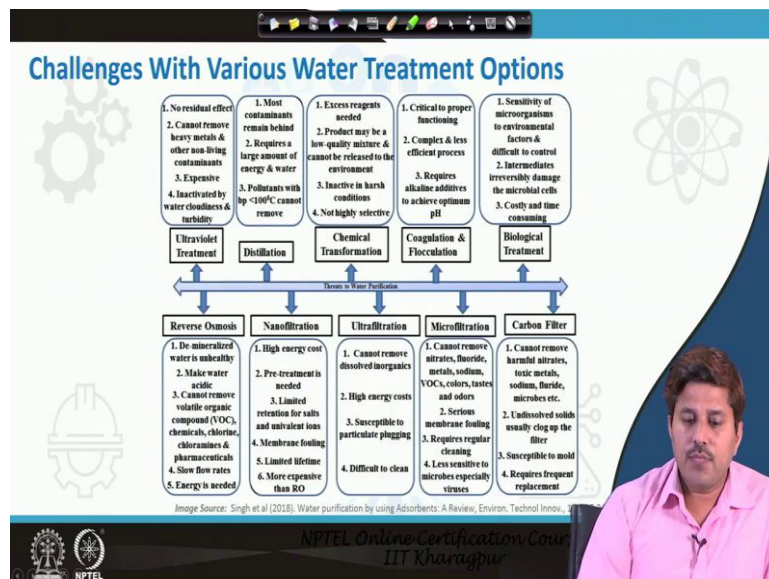 Challenges With Various Water Treatment Options
1. No residual effect
2. Cannot remove
heavy metals &
other non-living
contaminants
3. Expensive
4. Inactivated by
water cloudiness &
turbidity
Ultraviolet
Treatment
1. Most
contaminants
remain behind
2. Requires a
large amount of
energy & water
3. Pollutants with
bp <100⁰C cannot
remove
Distillation
1. Excess reagents
needed
2. Product may be a
low-quality mixture &
cannot be released to the
environment
3. Inactive in harsh
conditions
4. Not highly selective
Chemical
Transformation
1. Critical to proper
functioning
2. Complex & less
efficient process
3. Requires
alkaline additives
to achieve optimum
pH
Coagulation &
Flocculation
1. Sensitivity of
microorganisms
to environmental
factors &
difficult to control
2. Intermediates
irreversibly damage
the microbial cells
3. Costly and time
consuming
Biological
Treatment
Threats to Water Purification
Reverse Osmosis
1. De-mineralized
water is unhealthy
2. Make water
acidic
3. Cannot remove
volatile organic
compound (VOC),
chemicals, chlorine,
chloramines &
pharmaceuticals
4. Slow flow rates
5. Energy is needed
Nanofiltration
1. High energy cost
2. Pre-treatment is
needed
3. Limited
retention for salts
and univalent ions
4. Membrane fouling
5. Limited lifetime
6. More expensive
than RO
Ultrafiltration
1. Cannot remove
dissolved inorganics
2. High energy costs
3. Susceptible to
particulate plugging
4. Difficult to clean
Microfiltration
1. Cannot remove
nitrates, fluoride,
metals, sodium,
VOCs, colors, tastes
and odors
2. Serious
membrane fouling
3. Requires regular
cleaning
4. Less sensitive to
microbes especially
viruses
Carbon Filter
1. Cannot remove
harmful nitrates,
toxic metals,
sodium, fluride,
microbes etc.
2. Undissolved solids
usually clog up the
filter
3. Susceptible to mold
4. Requires frequent
replacement
Image Source: Singh et al (2018). Water purification by using Adsorbents: A Review, Environ. Technol Innov.,
NPTEL Online Certification
IIT Kharagpur
NPTEL